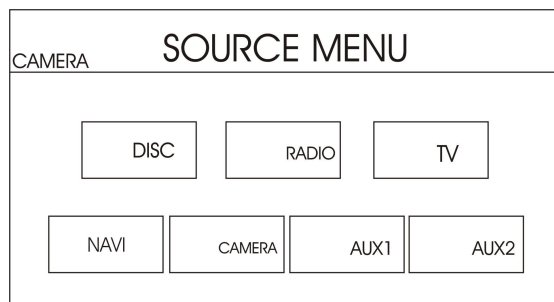 SOURCE MENU
CAMERA
DISC RADIO TV
NAVI CAMERA AUX1 AUX2